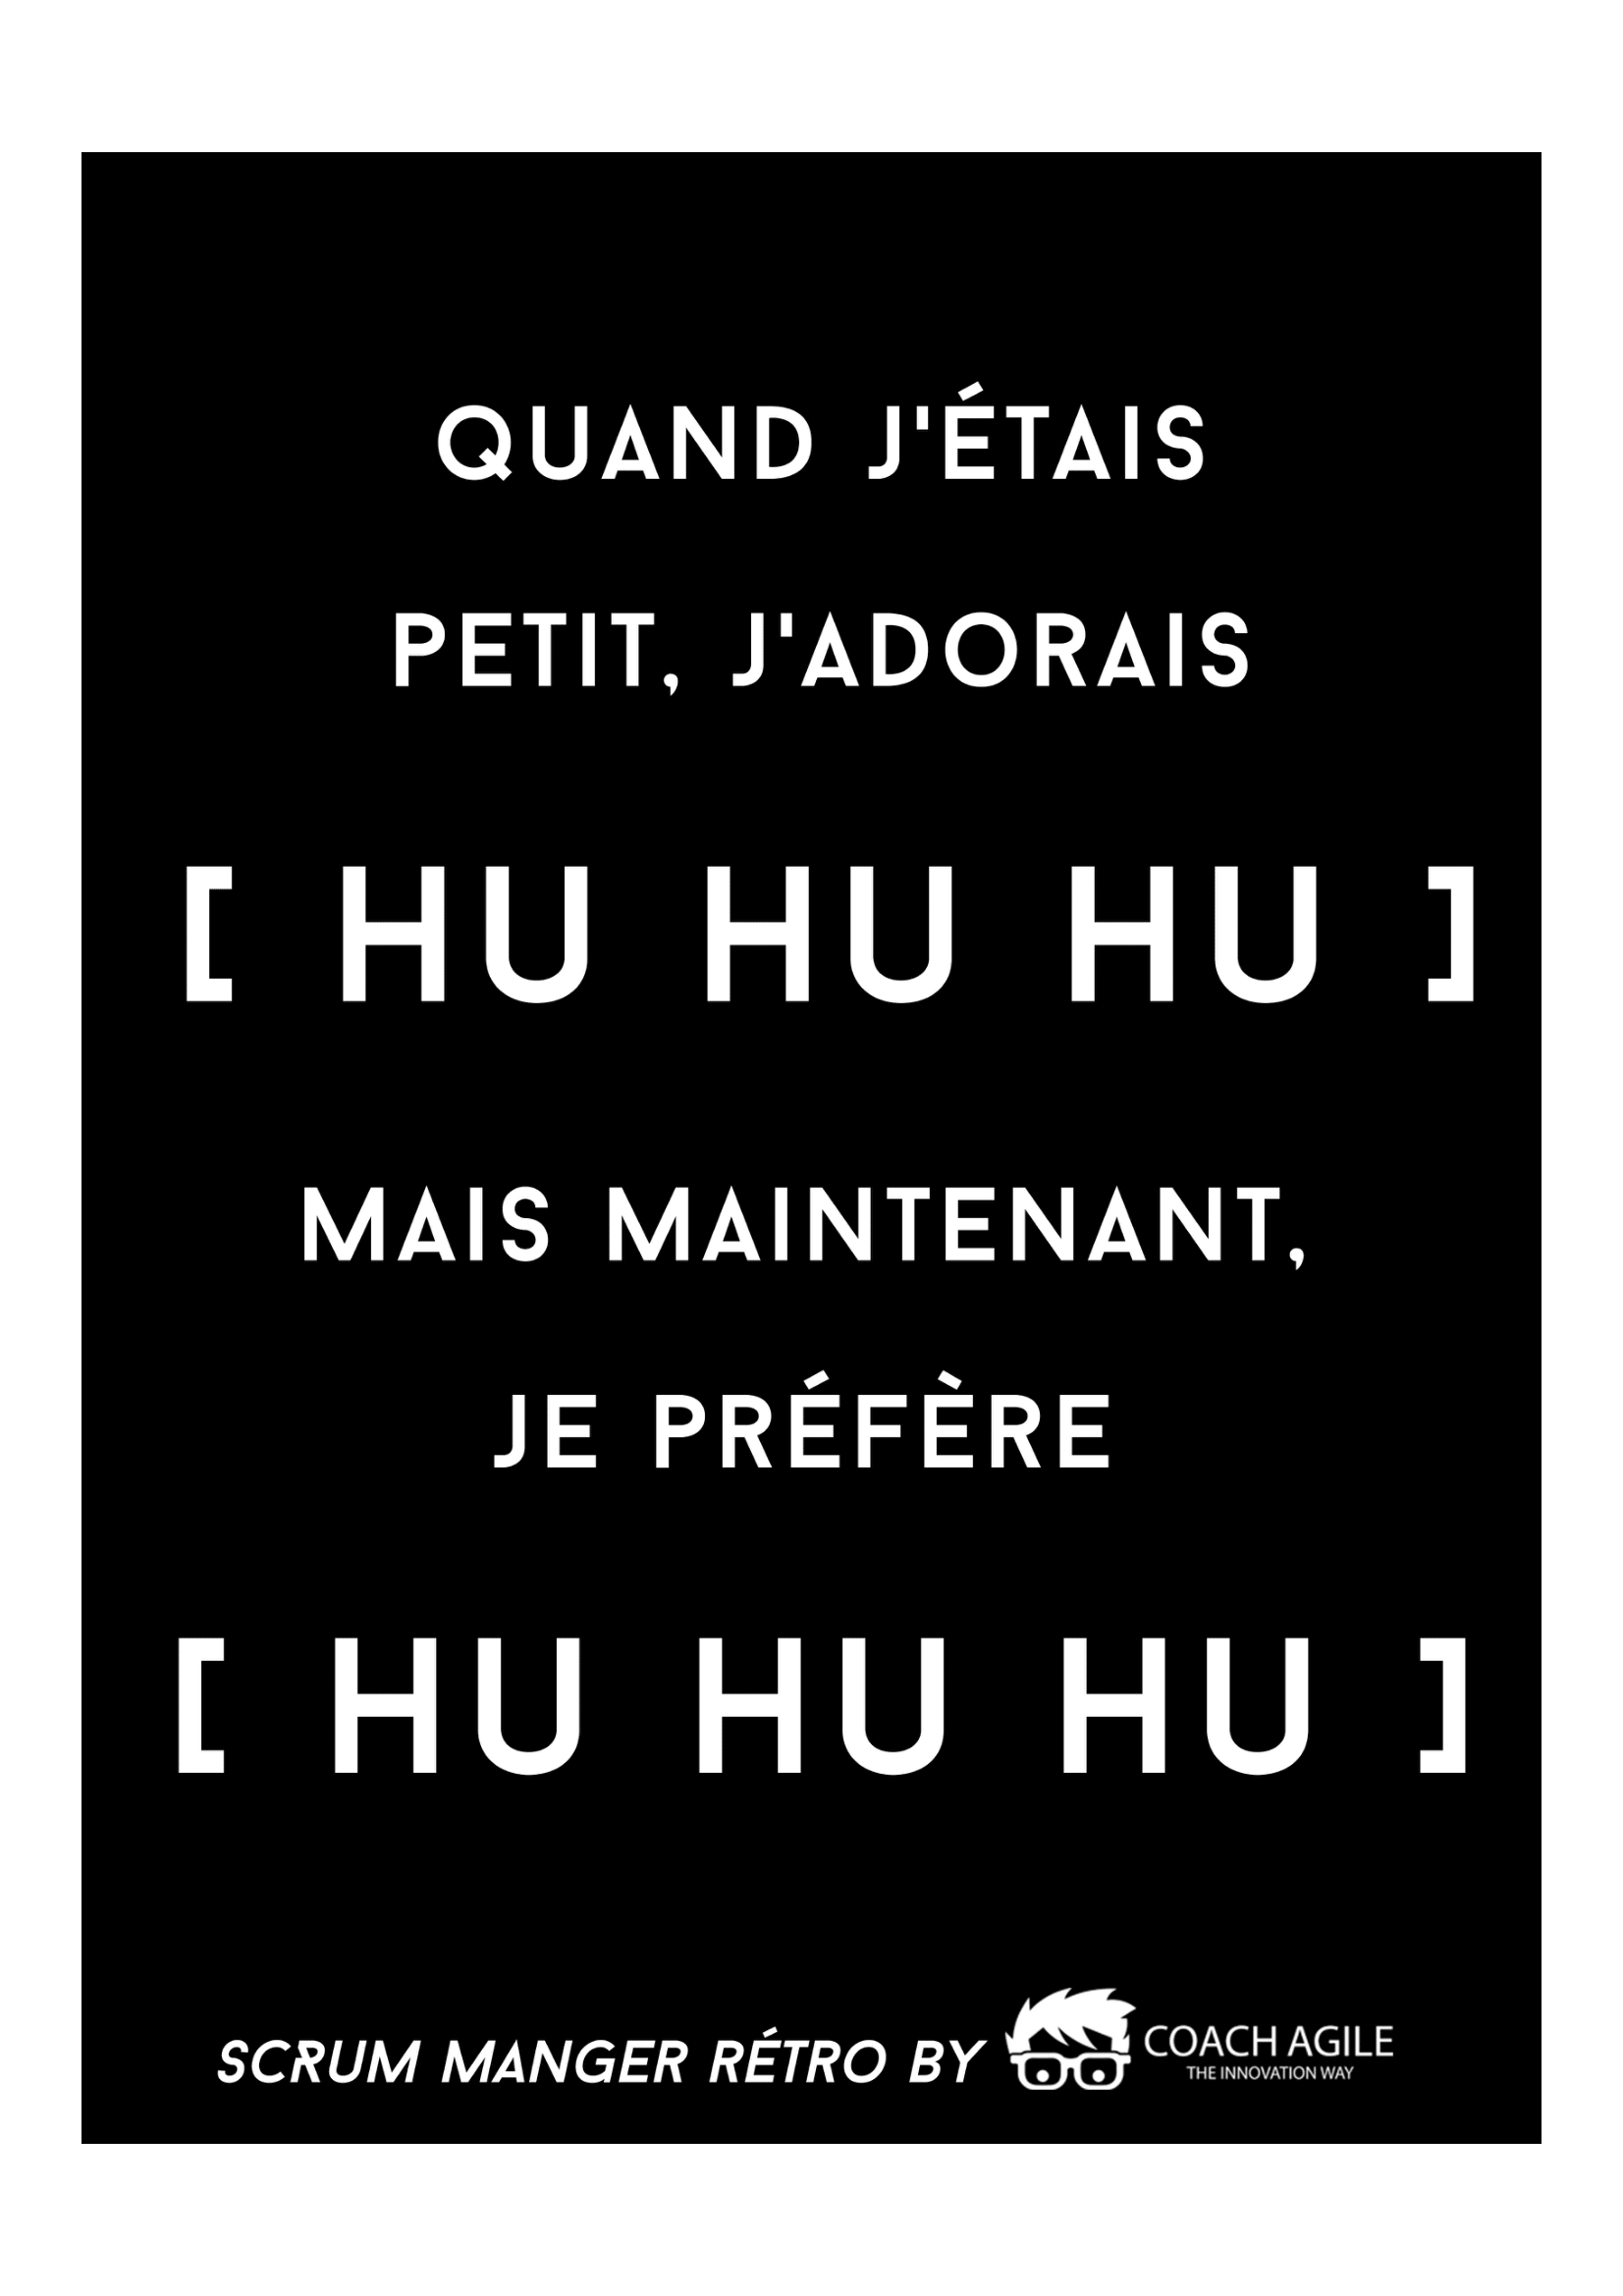 QUAND J'ÉTAIS
PETIT, J'ADORAIS
[ HU HU HU ]
MAIS MAINTENANT,
JE PRÉFÈRE
[ HU HU HU ]
SCRUM MANGER RÉTRO BY COACH AGILE
THE INNOVATION WAY